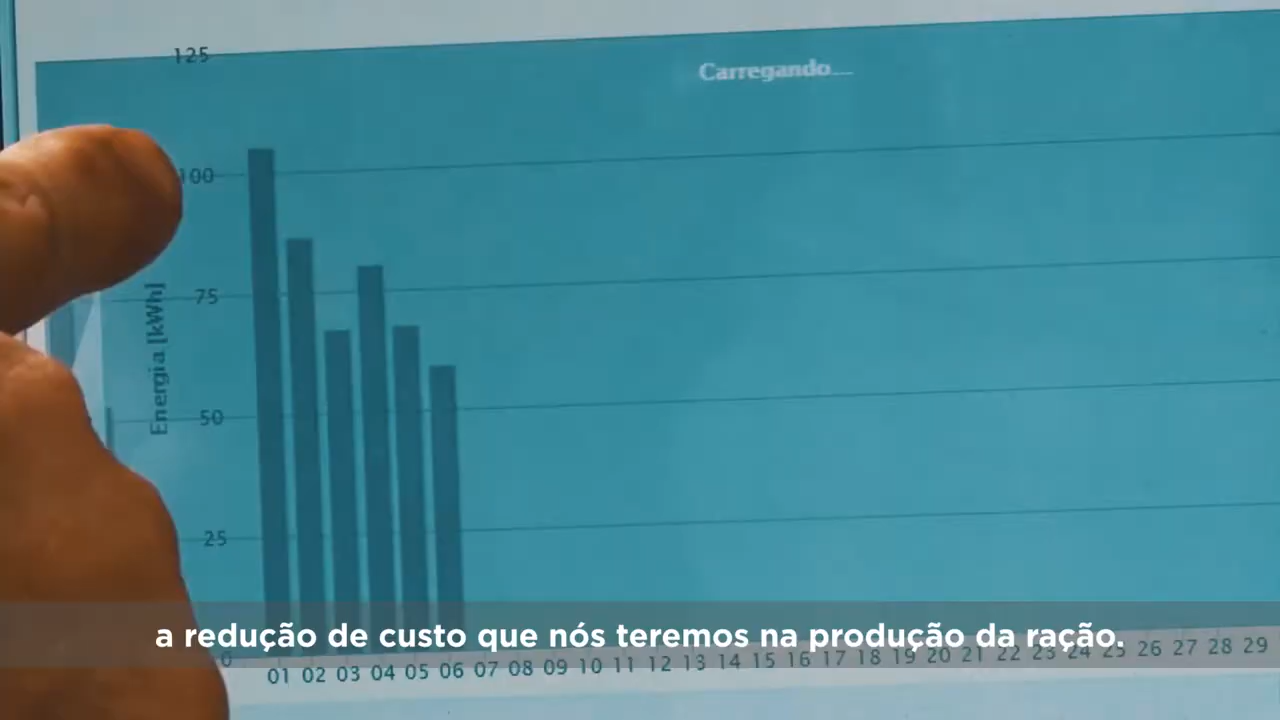 125
Carregando...
100
75
Energia [kWh]
50
25
a redução de custo que nós teremos na produção da ração.
0
01 02 03 04 05 06 07 08 09 10 11 12 13 14 15 16 17 18 19 20 21 22 23 24 25 26 27 28 29